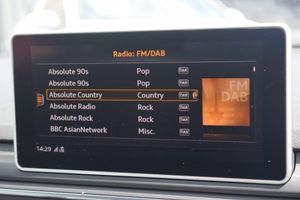 Radio: FM/DAB
Absolute 90s Pop
Absolute 90s Pop
Absolute Country Country
Absolute Radio Rock
Absolute Rock Rock
BBC AsianNetwork Misc.
FM
DAB
14:29